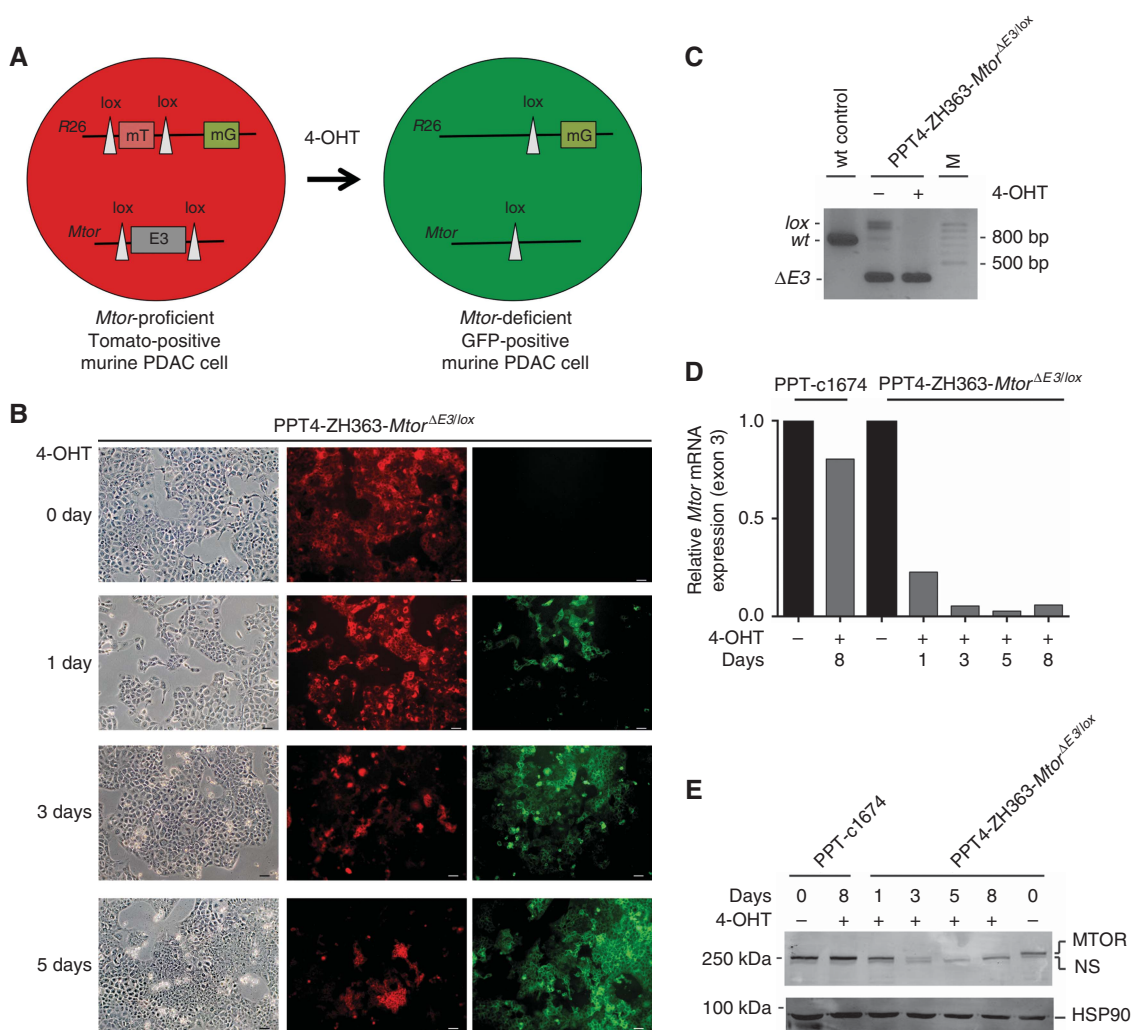 A
lox
lox
R26
mT
mG
lox
lox
Mtor
E3
Mtor-proficient
Tomato-positive
murine PDAC cell
4-OHT
lox
R26
mG
lox
Mtor
Mtor-deficient
GFP-positive
murine PDAC cell
B
PPT4-ZH363-MtorΔE3/lox
4-OHT
0 day
1 day
3 days
5 days
C
wt control
PPT4-ZH363-MtorΔE3/lox
M
– + 4-OHT
lox
wt
ΔE3
- 800 bp
- 500 bp
D
PPT-c1674 PPT4-ZH363-MtorΔE3/lox
Relative Mtor mRNA
expression (exon 3)
1.0
0.5
0.0
4-OHT – + – + + + +
Days 8 1 3 5 8
E
PPT-c1674
PPT4-ZH363-MtorΔE3/lox
Days 0 8 1 3 5 8 0
4-OHT – + + + + + –
250 kDa -
MTOR
NS
100 kDa -
HSP90